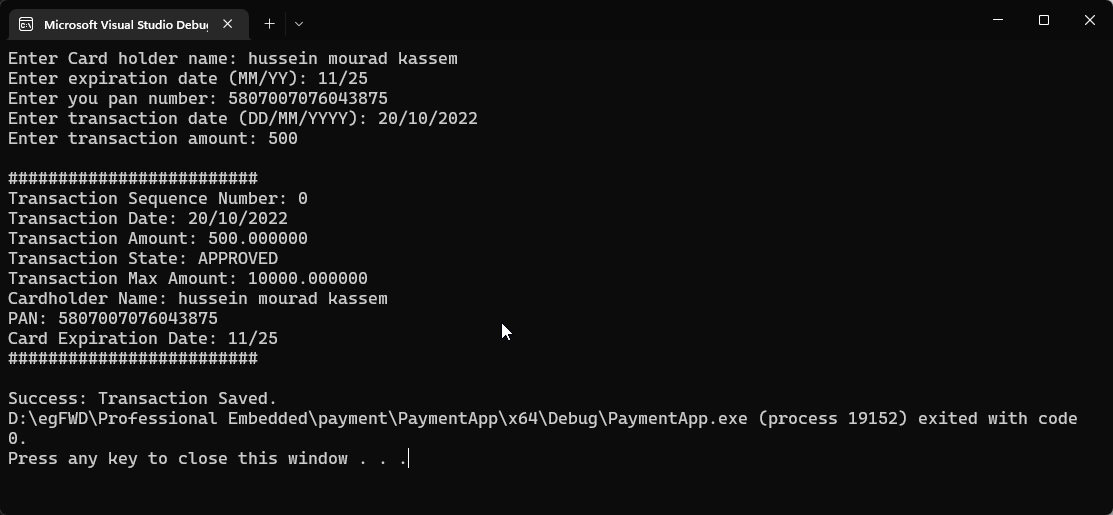 Microsoft Visual Studio Debug
Enter Card holder name: hussein mourad kassem
Enter expiration date (MM/YY): 11/25
Enter you pan number: 5807007076043875
Enter transaction date (DD/MM/YYYY): 20/10/2022
Enter transaction amount: 500
#########################
Transaction Sequence Number: 0
Transaction Date: 20/10/2022
Transaction Amount: 500.000000
Transaction State: APPROVED
Transaction Max Amount: 10000.000000
Cardholder Name: hussein mourad kassem
PAN: 5807007076043875
Card Expiration Date: 11/25
#########################
Success: Transaction Saved.
D:\egFWD\Professional Embedded\payment\PaymentApp\x64\Debug\PaymentApp.exe (process 19152) exited with code
0.
Press any key to close this window . . .